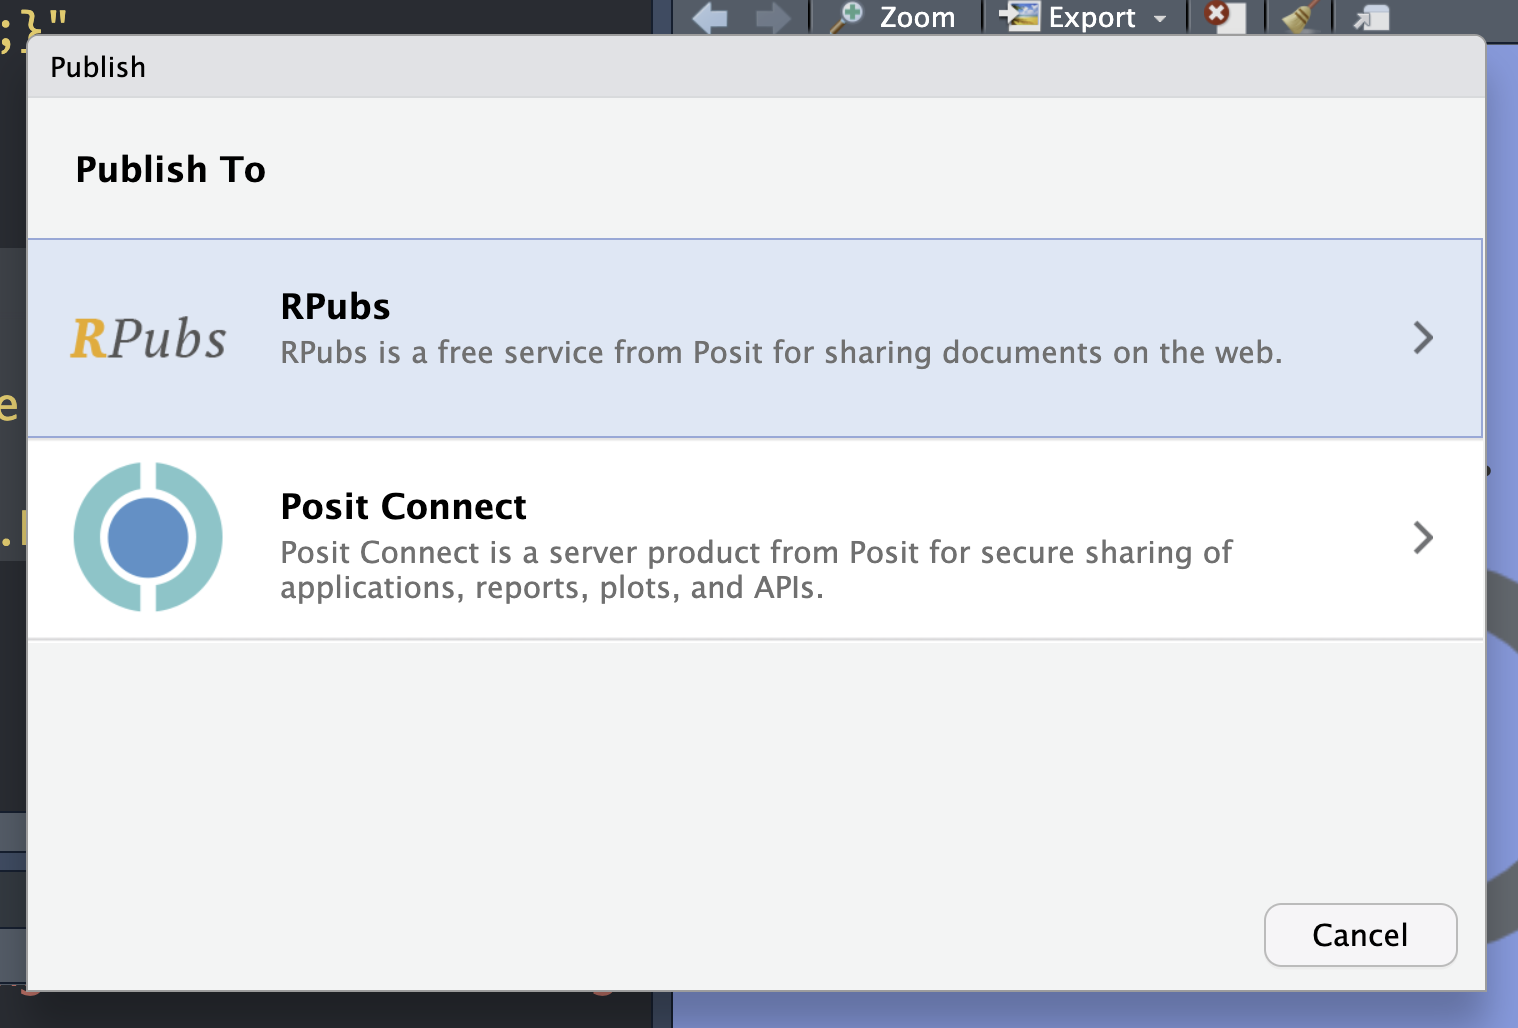 ;}"
Zoom
Export
Publish
Publish To
RPubs
RPubs
RPubs is a free service from Posit for sharing documents on the web.
e
Posit Connect
Posit Connect is a server product from Posit for secure sharing of
applications, reports, plots, and APIs.
Cancel